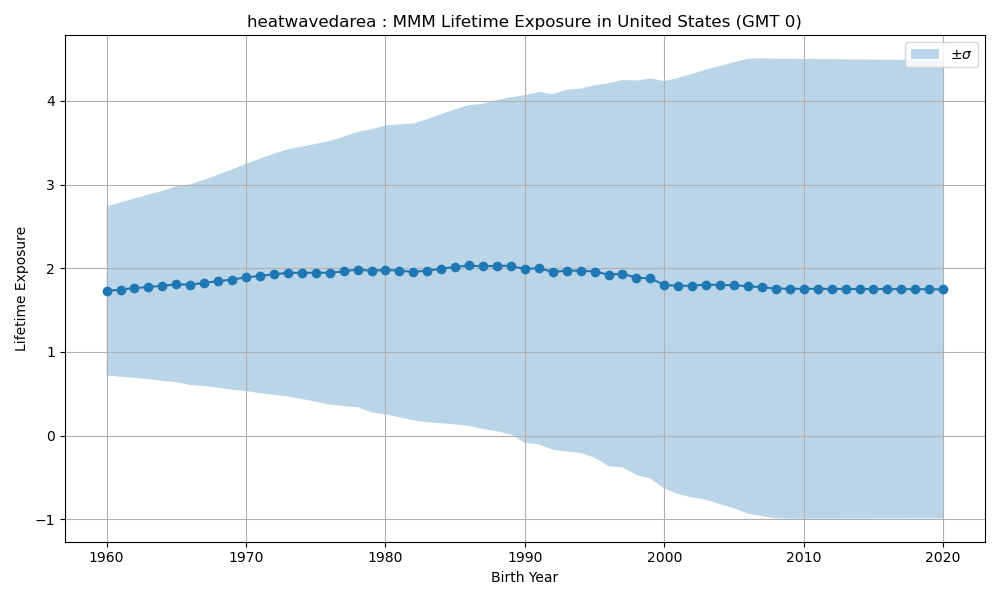 heatwavedarea : MMM Lifetime Exposure in United States (GMT 0)
±σ
Lifetime Exposure
4
3
2
1
0
−1
1960 1970 1980 1990 2000 2010 2020
Birth Year